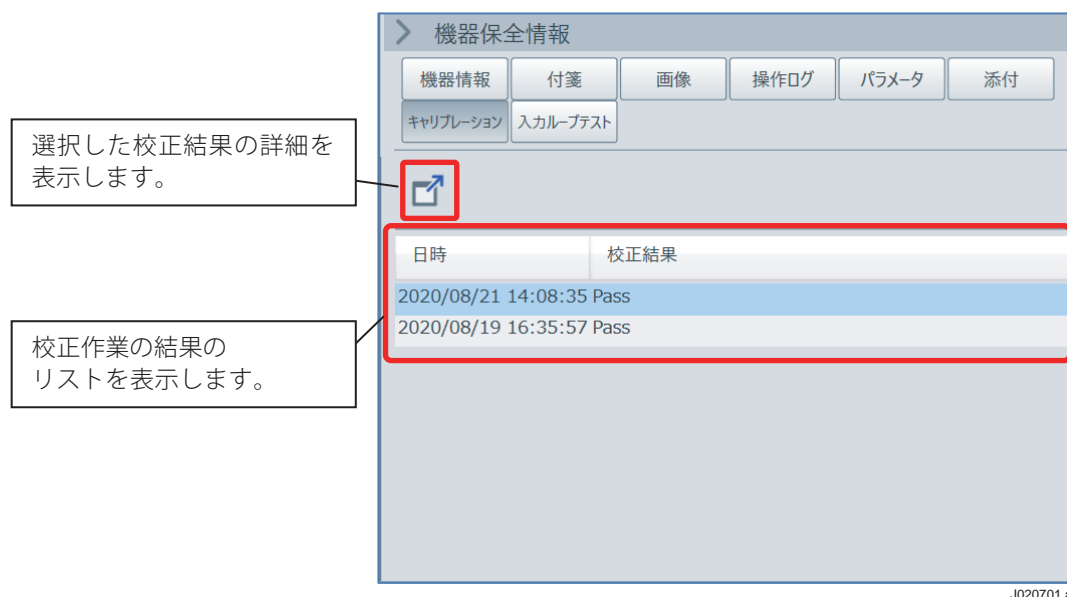 機器保全情報
機器情報 付箋 画像 操作ログ パラメータ 添付
キャリブレーション 入力ループテスト
選択した校正結果の詳細を
表示します。
日時 校正結果
2020/08/21 14:08:35 Pass
2020/08/19 16:35:57 Pass
校正作業の結果の
リストを表示します。
J020701.a